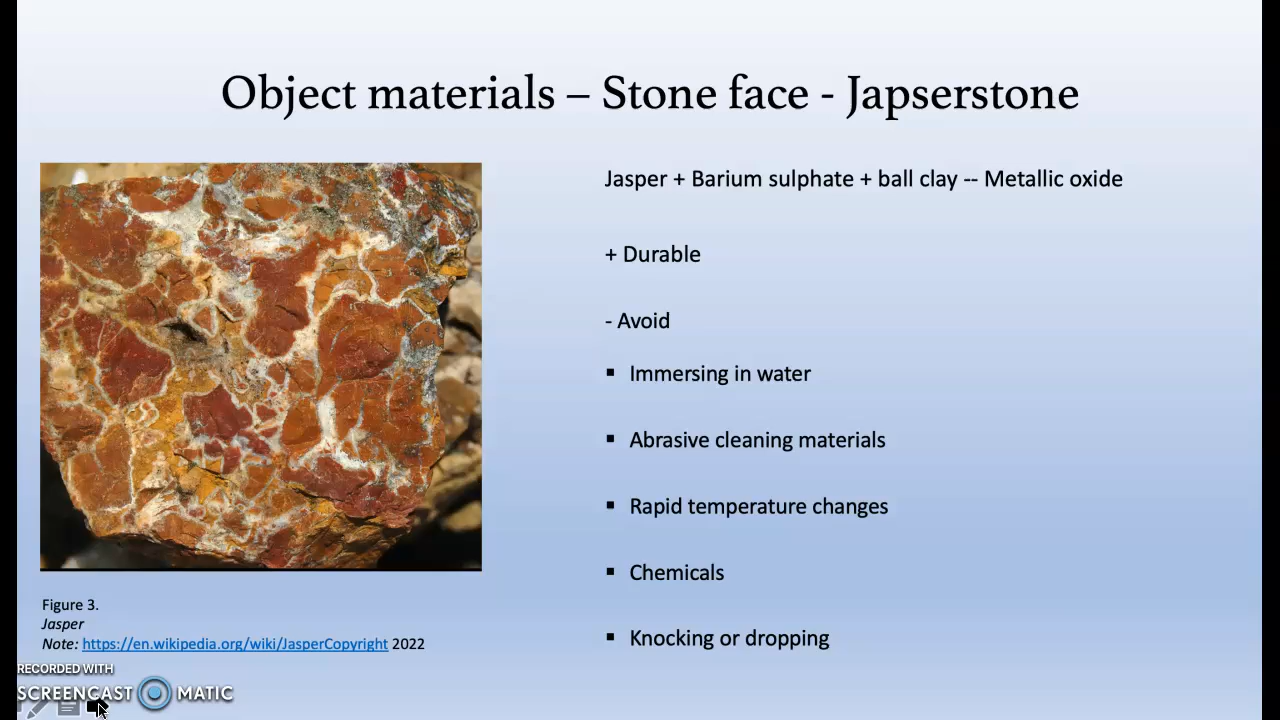 Object materials – Stone face - Japserstone
Jasper + Barium sulphate + ball clay -- Metallic oxide
+ Durable
- Avoid
▪ Immersing in water
▪ Abrasive cleaning materials
▪ Rapid temperature changes
▪ Chemicals
▪ Knocking or dropping
Figure 3.
Jasper
Note: https://en.wikipedia.org/wiki/JasperCopyright 2022
RECORDED WITH
SCREENCAST MATIC